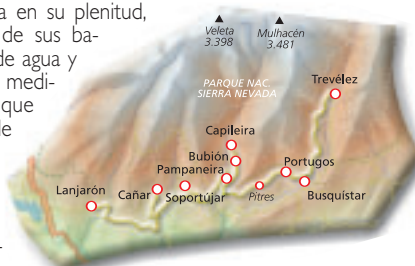 a en su plenitud,
de sus ba-
de agua y
medi-
que
le
Veleta
3.398
Mulhacén
3.481
PARQUE NAC.
SIERRA NEVADA
Trevélez
Capileira
Bubión
Pampaneira
Portugos
Lanjarón
Cañar
Soportújar
Pitres
Busquístar